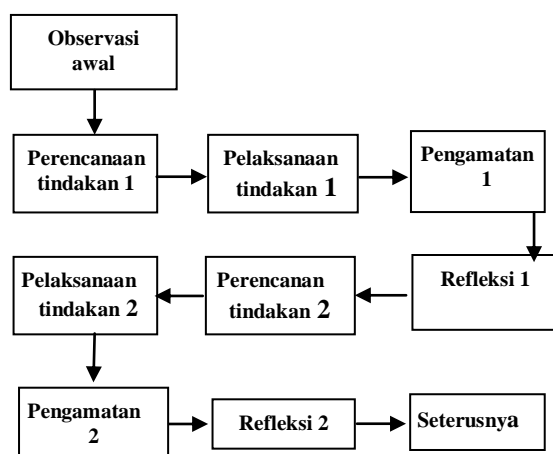 Observasi
awal
Perencanaan
tindakan 1
Pelaksanaan
tindakan 1
Pengamatan
1
Refleksi 1
Perencanan
tindakan 2
Pelaksanaan
tindakan 2
Pengamatan
2
Refleksi 2
Seterusnya